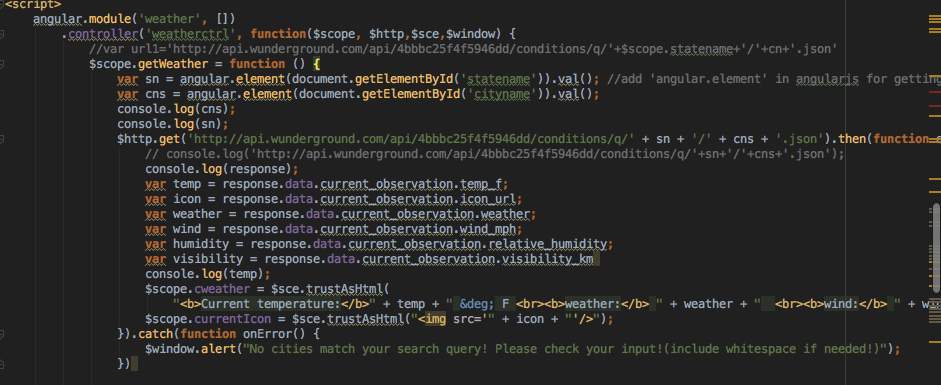 <script>
angular.module('weather', [])
.controller('weatherctrl', function($scope, $http,$sce,$window) {
//var url1='http://api.wunderground.com/api/4bbbc25f4f5946dd/conditions/q/'+$scope.statename+'/'+cn+'.json'
$scope.getWeather = function () {
var sn = angular.element(document.getElementById('statename')).val(); //add 'angular.element' in angularjs for getting
var cns = angular.element(document.getElementById('cityname')).val();
console.log(cns);
console.log(sn);
$http.get('http://api.wunderground.com/api/4bbbc25f4f5946dd/conditions/q/' + sn + '/' + cns + '.json').then(function
// console.log('http://api.wunderground.com/api/4bbbc25f4f5946dd/conditions/q/'+sn+'/'+cns+'.json');
console.log(response);
var temp = response.data.current_observation.temp_f;
var icon = response.data.current_observation.icon_url;
var weather = response.data.current_observation.weather;
var wind = response.data.current_observation.wind_mph;
var humidity = response.data.current_observation.relative_humidity;
var visibility = response.data.current_observation.visibility_km
console.log(temp);
$scope.cweather = $sce.trustAsHtml(
"<b>Current temperature:</b>" + temp + " &deg; F <br><b>weather:</b> " + weather + "  <br><b>wind:</b> " +
$scope.currentIcon = $sce.trustAsHtml("<img src='" + icon + "'/>");
}).catch(function onError() {
$window.alert("No cities match your search query! Please check your input!(include whitespace if needed!)");
})